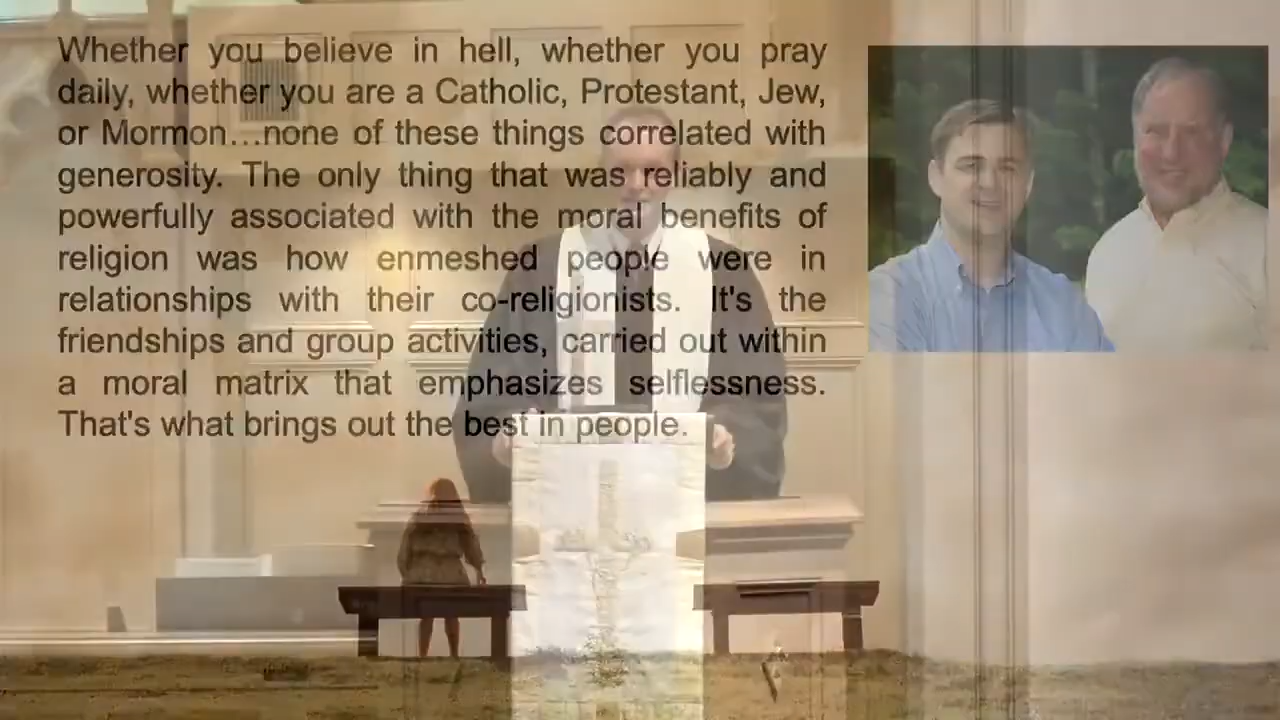 Whether you believe in hell, whether you pray
daily, whether you are a Catholic, Protestant, Jew,
or Mormon…none of these things correlated with
generosity. The only thing that was reliably and
powerfully associated with the moral benefits of
religion was how enmeshed people were in
relationships with their co-religionists. It's the
friendships and group activities, carried out within
a moral matrix that emphasizes selflessness.
That's what brings out the best in people.